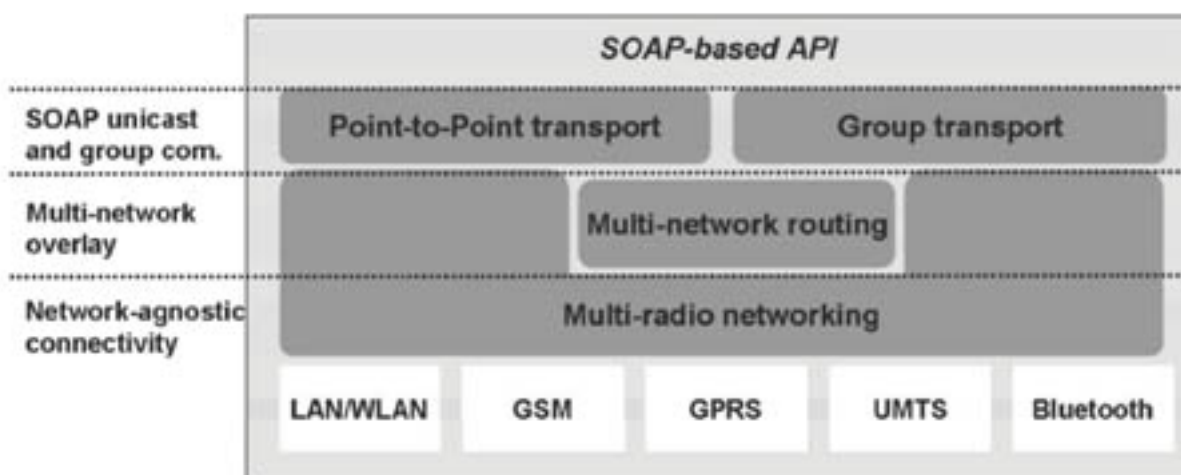 SOAP-based API
SOAP unicast
and group com.
Point-to-Point transport
Group transport
Multi-network
overlay
Multi-network routing
Network-agnostic
connectivity
Multi-radio networking
LAN/WLAN
GSM
GPRS
UMTS
Bluetooth